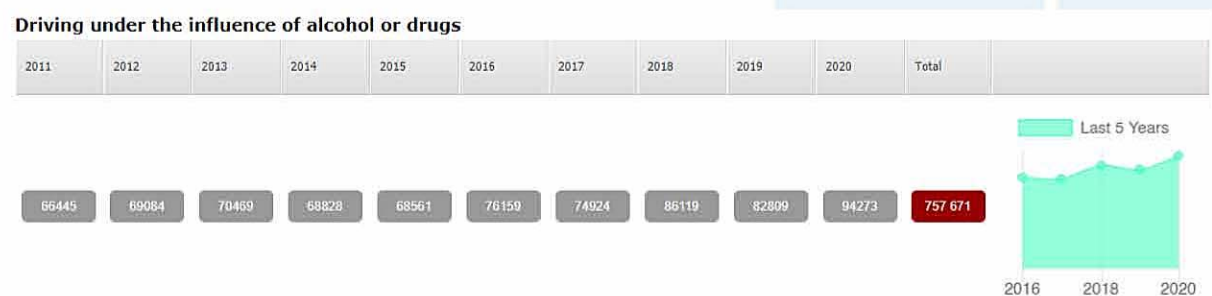 Driving under the influence of alcohol or drugs
2011 2012 2013 2014 2015 2016 2017 2018 2019 2020 Total
Last 5 Years
66445 69084 70469 68828 68561 76159 74924 86119 82809 94273 757 671
2016 2018 2020